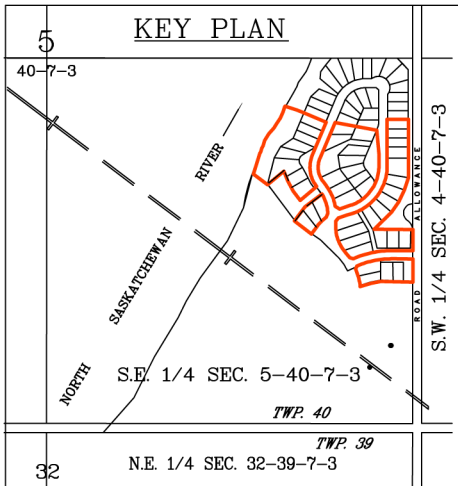 KEY PLAN
5
40-7-3
RIVER
SASKATCHEWAN
NORTH
ROAD ALLOWANCE
S.W. 1/4 SEC. 4-40-7-3
S.E. 1/4 SEC. 5-40-7-3
TWP. 40
TWP. 39
N.E. 1/4 SEC. 32-39-7-3
32